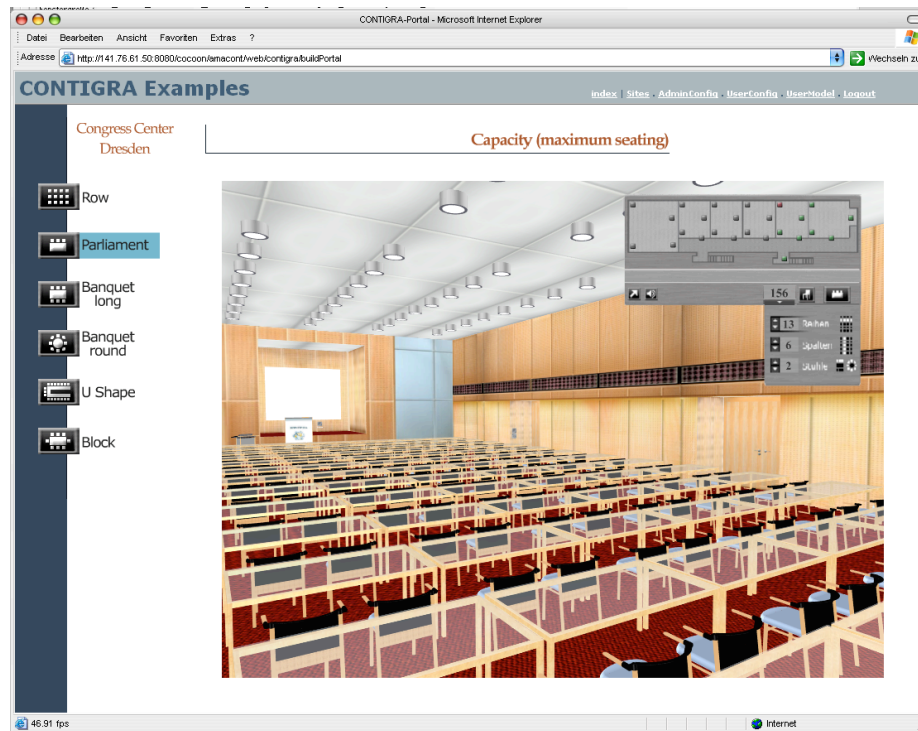 CONTIGRA-Portal - Microsoft Internet Explorer
Datei Bearbeiten Ansicht Favoriten Extras ?
Adresse http://141.76.61.50:8080/cocoon/amacont/web/contigra/buildPortal Wechseln zu
CONTIGRA Examples
index | Sites - AdminConfig - UserConfig - UserModel - Logout
Congress Center
Dresden
Capacity (maximum seating)
Row
Parliament
Banquet
long
Banquet
round
U Shape
Block
156
13 Reihen
6 Spalten
2 Stühle
46.91 fps
Internet